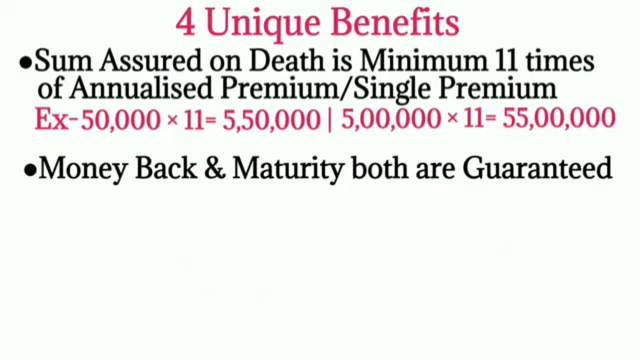 4 Unique Benefits
●Sum Assured on Death is Minimum 11 times
of Annualised Premium/Single Premium
Ex-50,000 × 11= 5,50,000 | 5,00,000 × 11= 55,00,000
●Money Back & Maturity both are Guaranteed